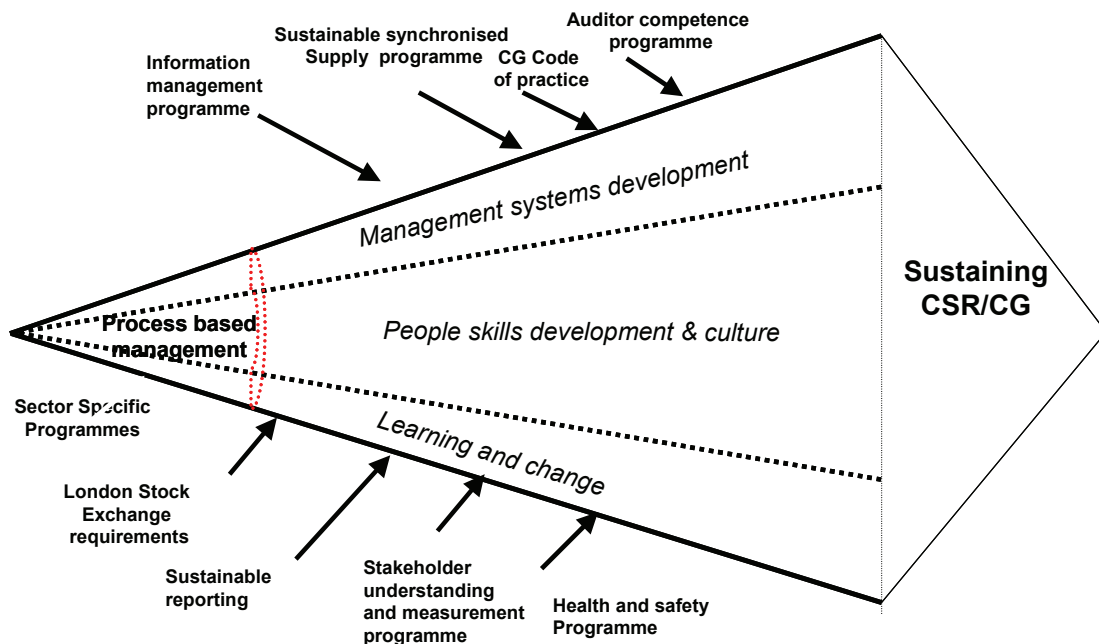 Information
management
programme
Sustainable synchronised
Supply programme
CG Code
of practice
Auditor competence
programme
Management systems development
Sustaining
CSR/CG
Process based
management
People skills development & culture
Learning and change
Sector Specific
Programmes
London Stock
Exchange
requirements
Sustainable
reporting
Stakeholder
understanding
and measurement
programme
Health and safety
Programme